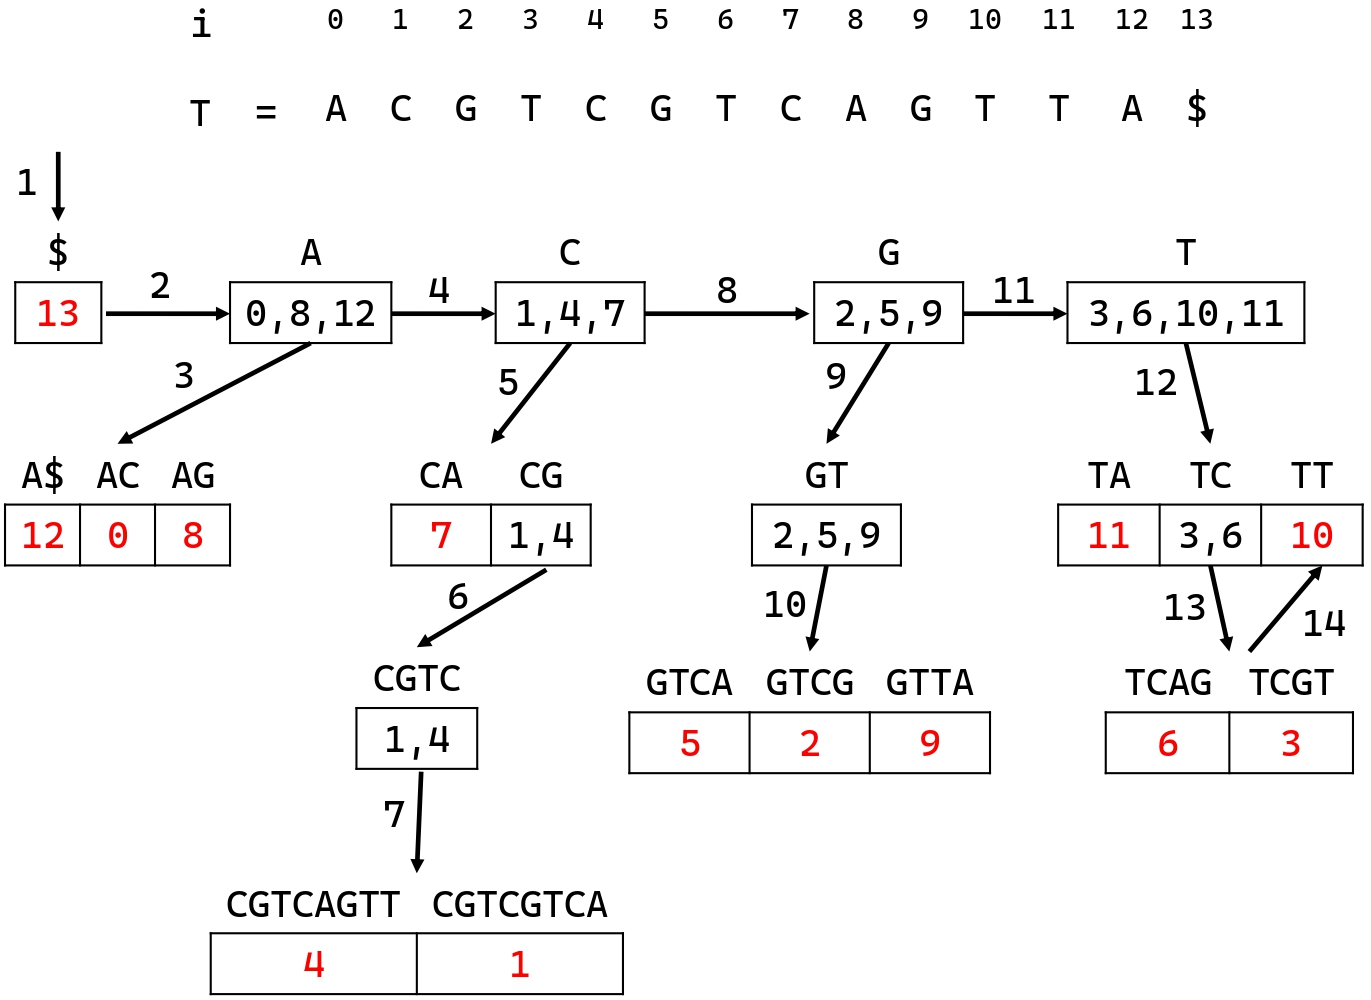 i 0 1 2 3 4 5 6 7 8 9 10 11 12 13
T = A C G T C G T C A G T T A $
1
$ A C G T
13 2 0,8,12 4 1,4,7 8 2,5,9 11 3,6,10,11
3 5 9 12
A$ AC AG CA CG GT TA TC TT
12 0 8 7 1,4 2,5,9 11 3,6 10
6 10 13 14
CGTC GTCA GTCG GTTA TCAG TCGT
1,4 5 2 9 6 3
7
CGTCAGTT CGTCGTCA
4 1